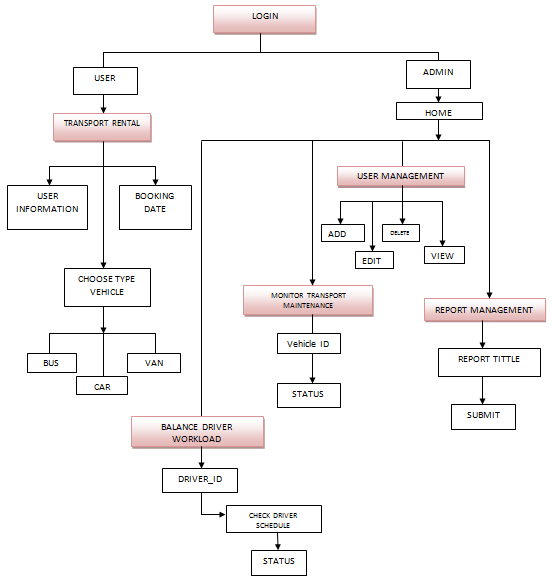 LOGIN
USER
ADMIN
HOME
TRANSPORT RENTAL
USER MANAGEMENT
USER
INFORMATION
BOOKING
DATE
ADD
DELETE
EDIT
VIEW
CHOOSE TYPE
VEHICLE
MONITOR TRANSPORT
MAINTENANCE
REPORT MANAGEMENT
Vehicle ID
REPORT TITTLE
BUS
CAR
VAN
STATUS
SUBMIT
BALANCE DRIVER
WORKLOAD
DRIVER_ID
CHECK DRIVER
SCHEDULE
STATUS